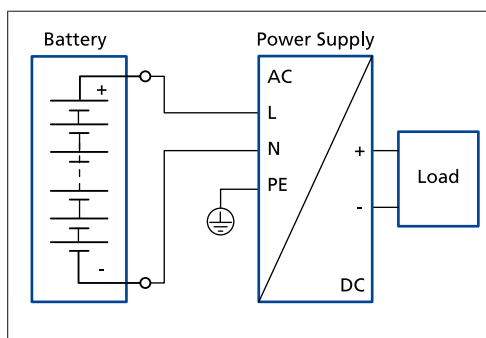 Battery
Power Supply
+
AC
L
N
PE
+
-
Load
-
DC